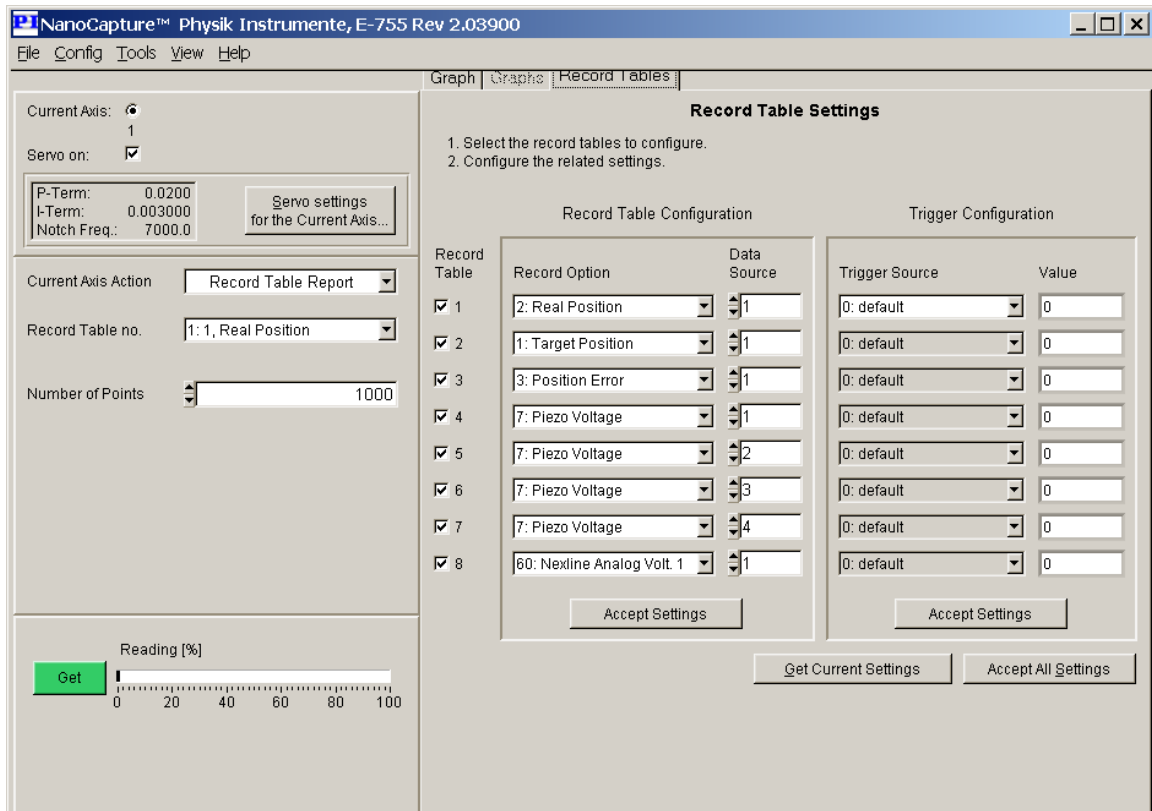 PI NanoCapture™ Physik Instrumente, E-755 Rev 2.03900
File Config Tools View Help
Graph Graphs Record Tables
Current Axis:
1
Servo on:
P-Term: 0.0200
I-Term: 0.003000
Notch Freq.: 7000.0
Servo settings
for the Current Axis...
Current Axis Action Record Table Report
Record Table no. 1: 1, Real Position
Number of Points 1000
Reading [%]
Get
0 20 40 60 80 100
Record Table Settings
1. Select the record tables to configure.
2. Configure the related settings.
Record Table Configuration Trigger Configuration
Record Data
Table Record Option Source Trigger Source Value
1 2: Real Position 1 0: default 0
2 1: Target Position 1 0: default 0
3 3: Position Error 1 0: default 0
4 7: Piezo Voltage 1 0: default 0
5 7: Piezo Voltage 2 0: default 0
6 7: Piezo Voltage 3 0: default 0
7 7: Piezo Voltage 4 0: default 0
8 60: Nexline Analog Volt. 1 1 0: default 0
Accept Settings Accept Settings
Get Current Settings Accept All Settings